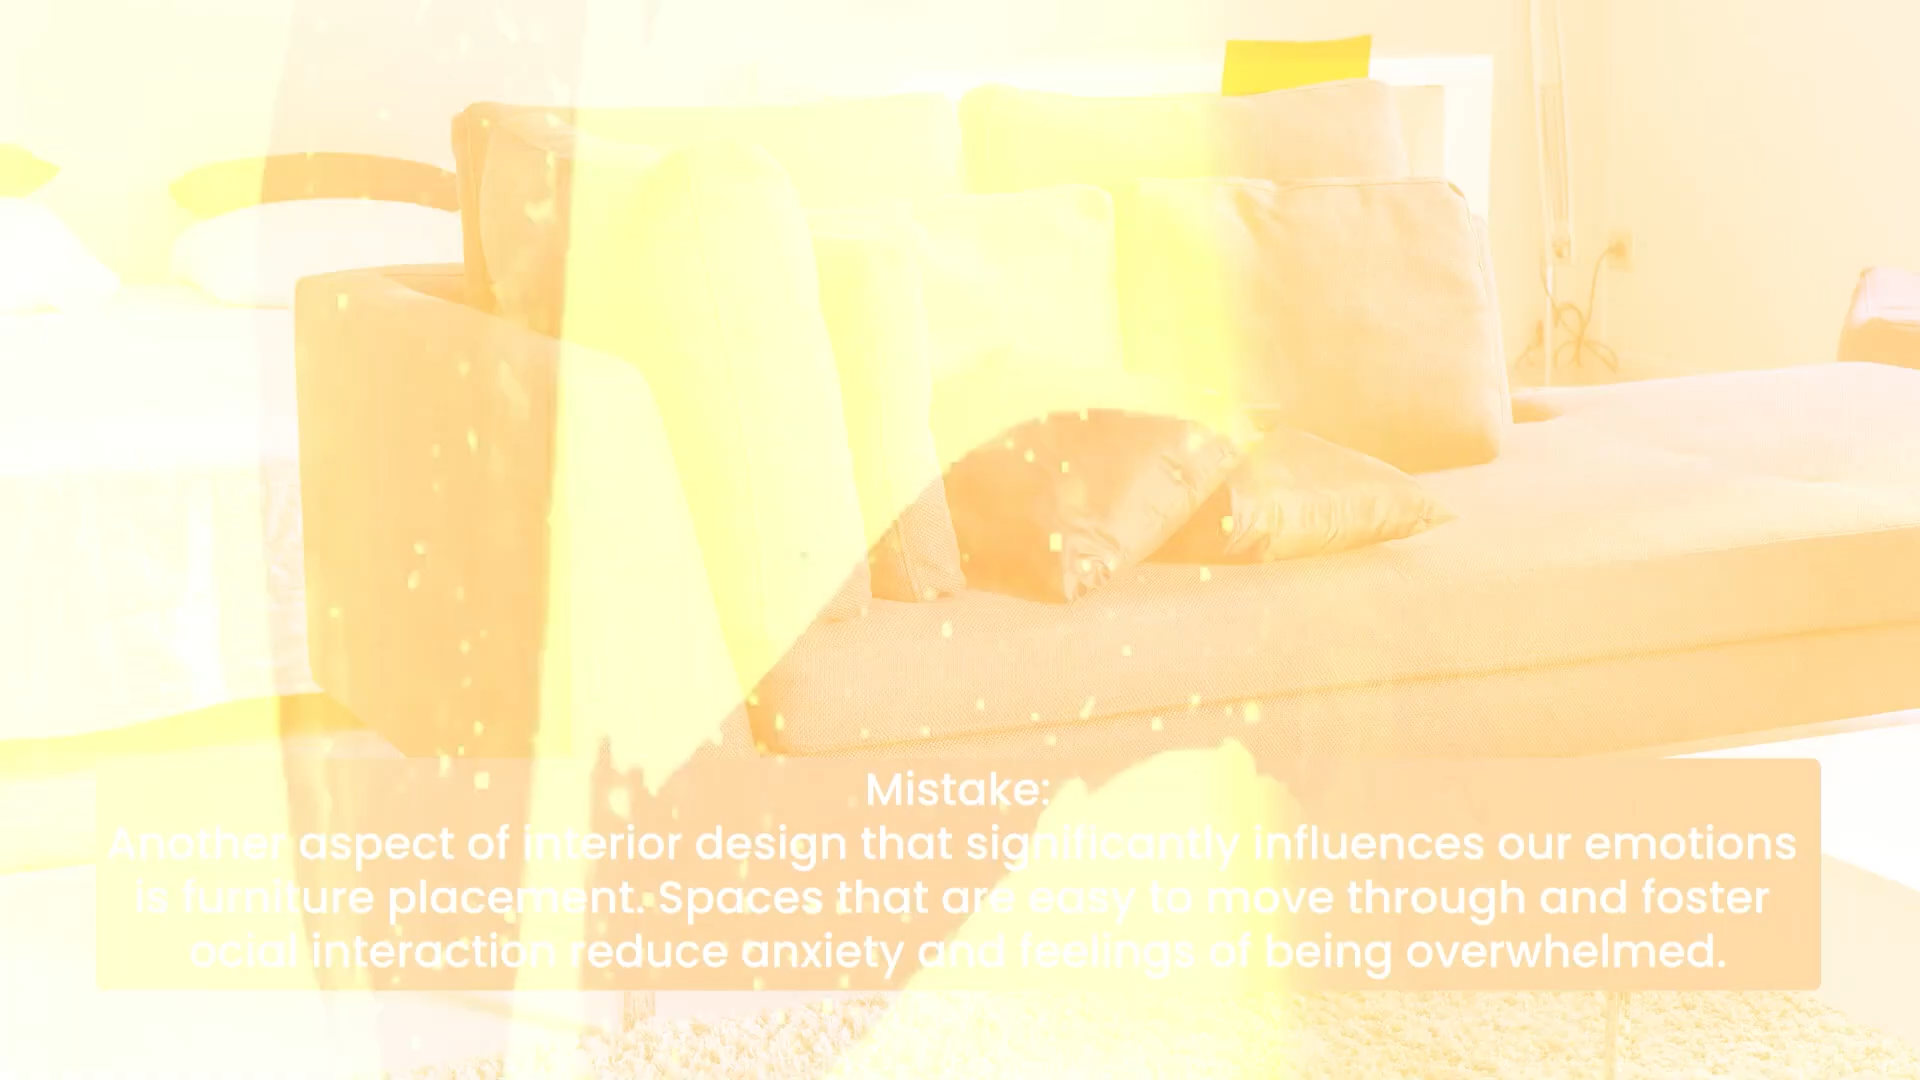 Mistake:
Another aspect of interior design that significantly influences our emotions
is furniture placement. Spaces that are easy to move through and foster
ocial interaction reduce anxiety and feelings of being overwhelmed.